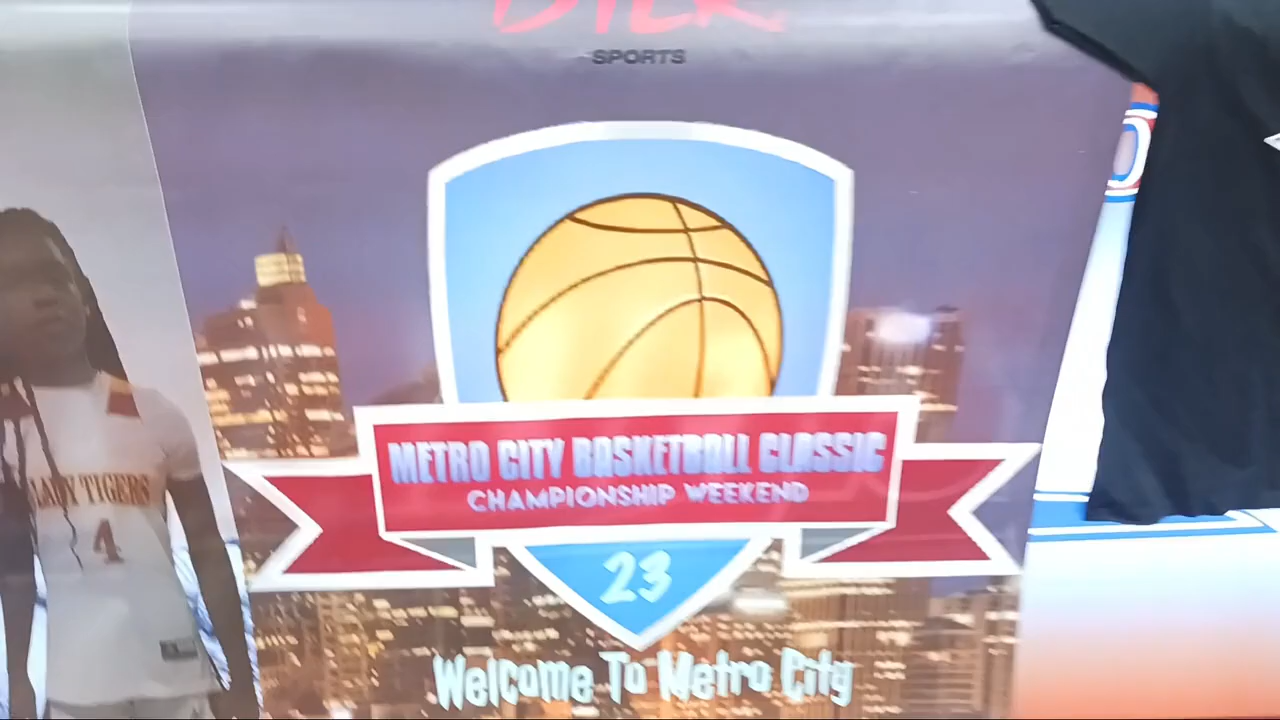 SPORTS
METRO CITY BASKETBALL CLASSIC
CHAMPIONSHIP WEEKEND
23
Welcome To Metro City
LADY TIGERS
4